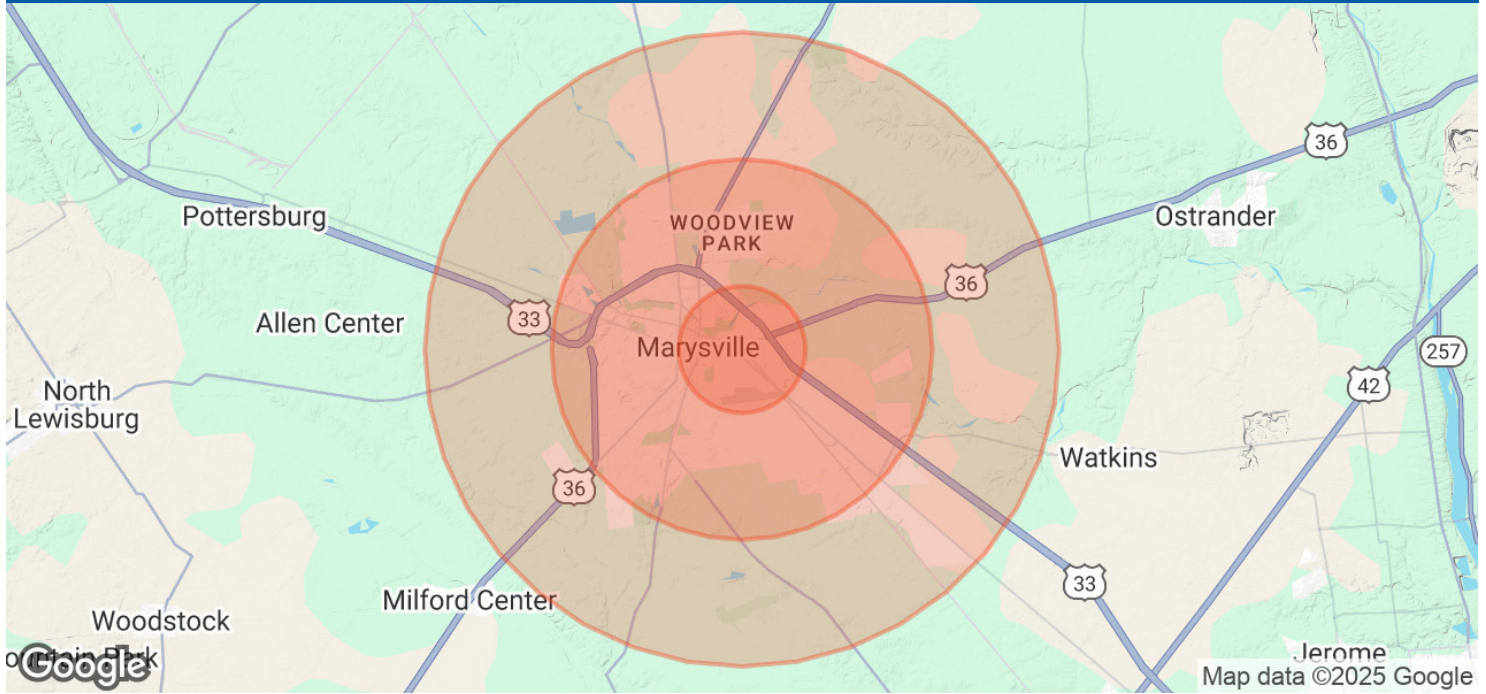 36
Pottersburg
Ostrander
WOODVIEW
PARK
36
33
Allen Center
Marysville
257
42
North
Lewisburg
Watkins
36
33
Milford Center
Woodstock
Jerome
Google
Map data ©2025 Google